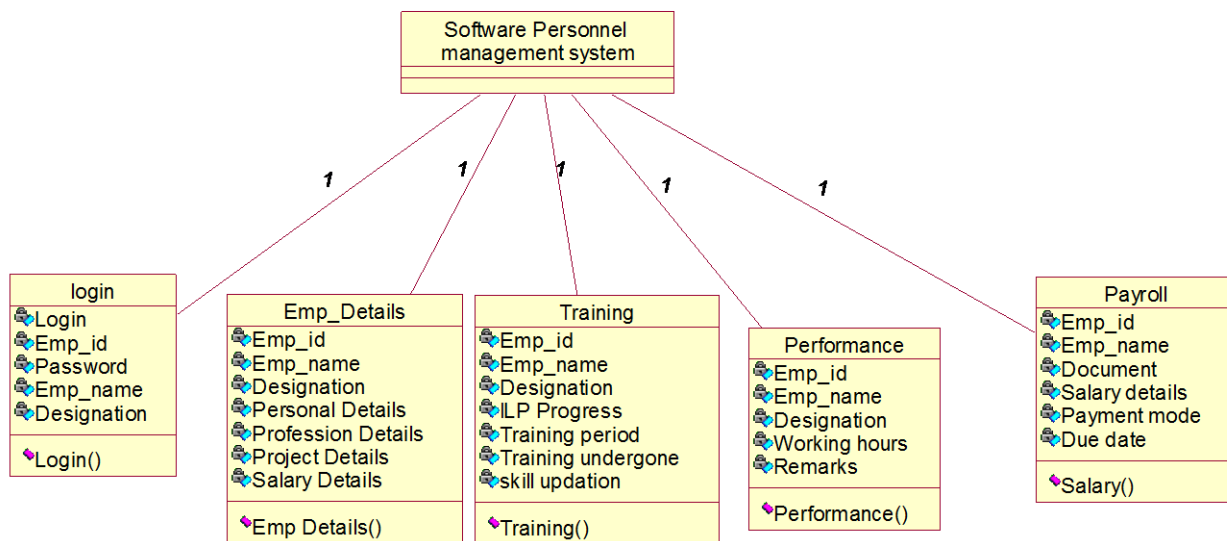 Software Personnel
management system
1
1
1
1
1
login
Login
Emp_id
Password
Emp_name
Designation
Login()
Emp_Details
Emp_id
Emp_name
Designation
Personal Details
Profession Details
Project Details
Salary Details
Emp Details()
Training
Emp_id
Emp_name
Designation
ILP Progress
Training period
Training undergone
skill updation
Training()
Performance
Emp_id
Emp_name
Designation
Working hours
Remarks
Performance()
Payroll
Emp_id
Emp_name
Document
Salary details
Payment mode
Due date
Salary()